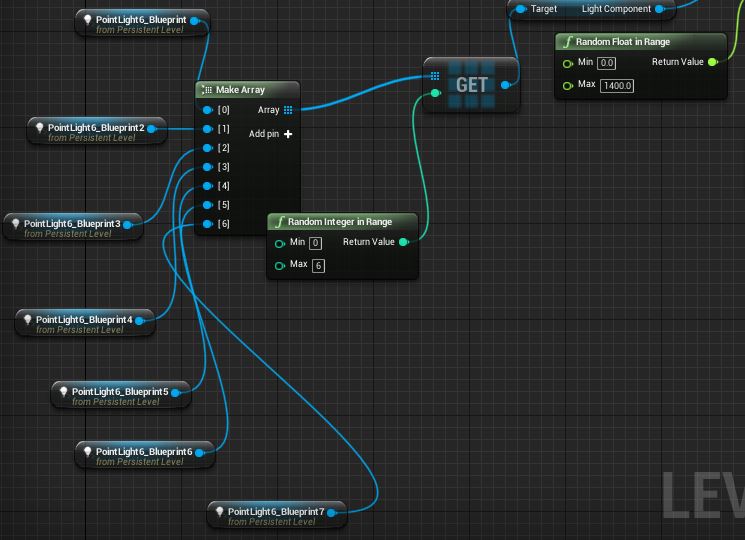 PointLight6_Blueprint
from Persistent Level
Target Light Component
Random Float in Range
Min 0.0 Return Value
Max 1400.0
GET
Make Array
[0] Array
[1] Add pin
[2]
[3]
[4]
[5]
[6]
PointLight6_Blueprint2
from Persistent Level
PointLight6_Blueprint3
from Persistent Level
Random Integer in Range
Min 0 Return Value
Max 6
PointLight6_Blueprint4
from Persistent Level
PointLight6_Blueprint5
from Persistent Level
PointLight6_Blueprint6
from Persistent Level
PointLight6_Blueprint7
from Persistent Level
LEV